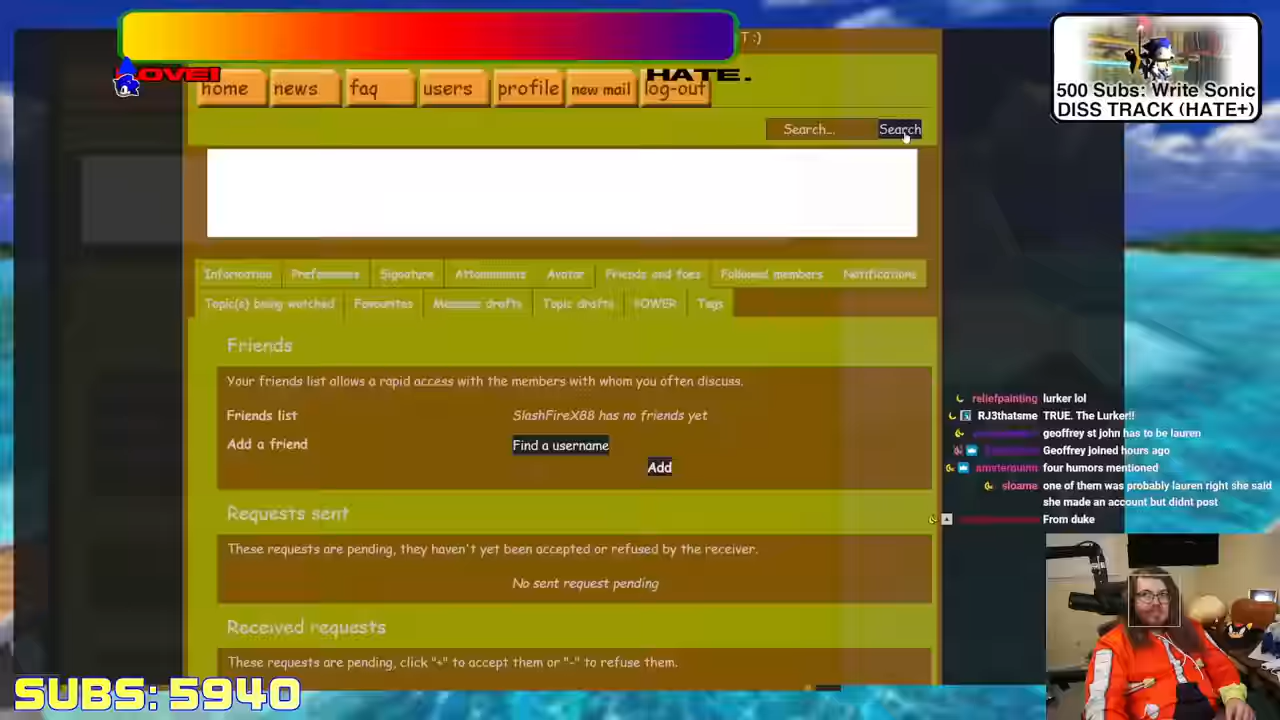 T :)
LOVE!
HATE.
home
news
faq
users
profile
new mail
log-out
500 Subs: Write Sonic
DISS TRACK (HATE+)
Search...
Search
Information
Preferences
Signature
Attachments
Avatar
Friends and foes
Followed members
Notifications
Topic(s) being watched
Favourites
Message drafts
Topic drafts
POWER
Tags
Friends
Your friends list allows a rapid access with the members with whom you often discuss.
Friends list
SlashFireX88 has no friends yet
Add a friend
Find a username
Add
Requests sent
These requests are pending, they haven't yet been accepted or refused by the receiver.
No sent request pending
Received requests
These requests are pending, click "+" to accept them or "-" to refuse them.
reliefpainting lurker lol
RJ3thatsme TRUE. The Lurker!!
geoffrey st john has to be lauren
Geoffrey joined hours ago
four humors mentioned
sloame one of them was probably lauren right she said
she made an account but didnt post
From duke
SUBS: 5940